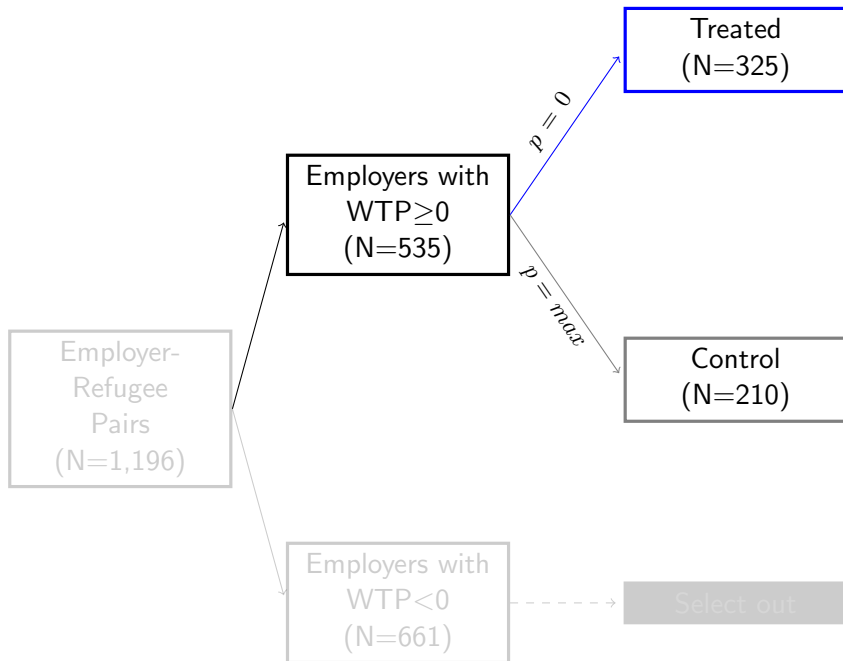 Treated
(N=325)
p = 0
Employers with
WTP≥0
(N=535)
p = max
Control
(N=210)
Employer-
Refugee
Pairs
(N=1,196)
Employers with
WTP<0
(N=661)
Select out